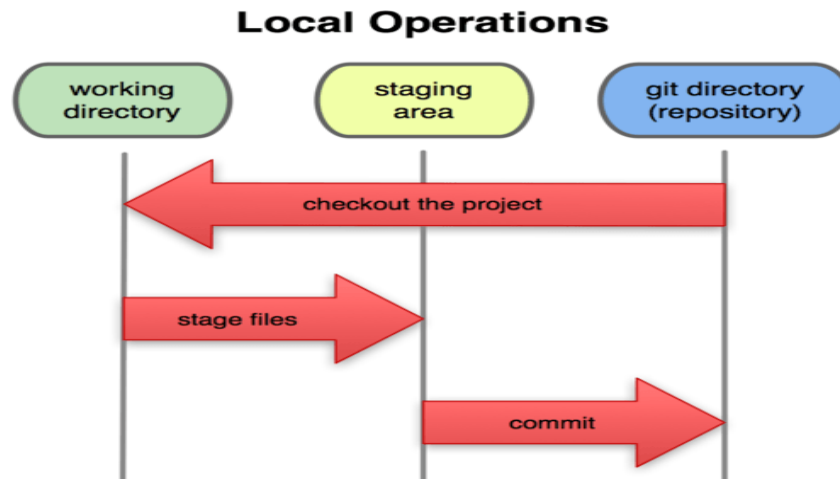 Local Operations
working
directory
staging
area
git directory
(repository)
checkout the project
stage files
commit